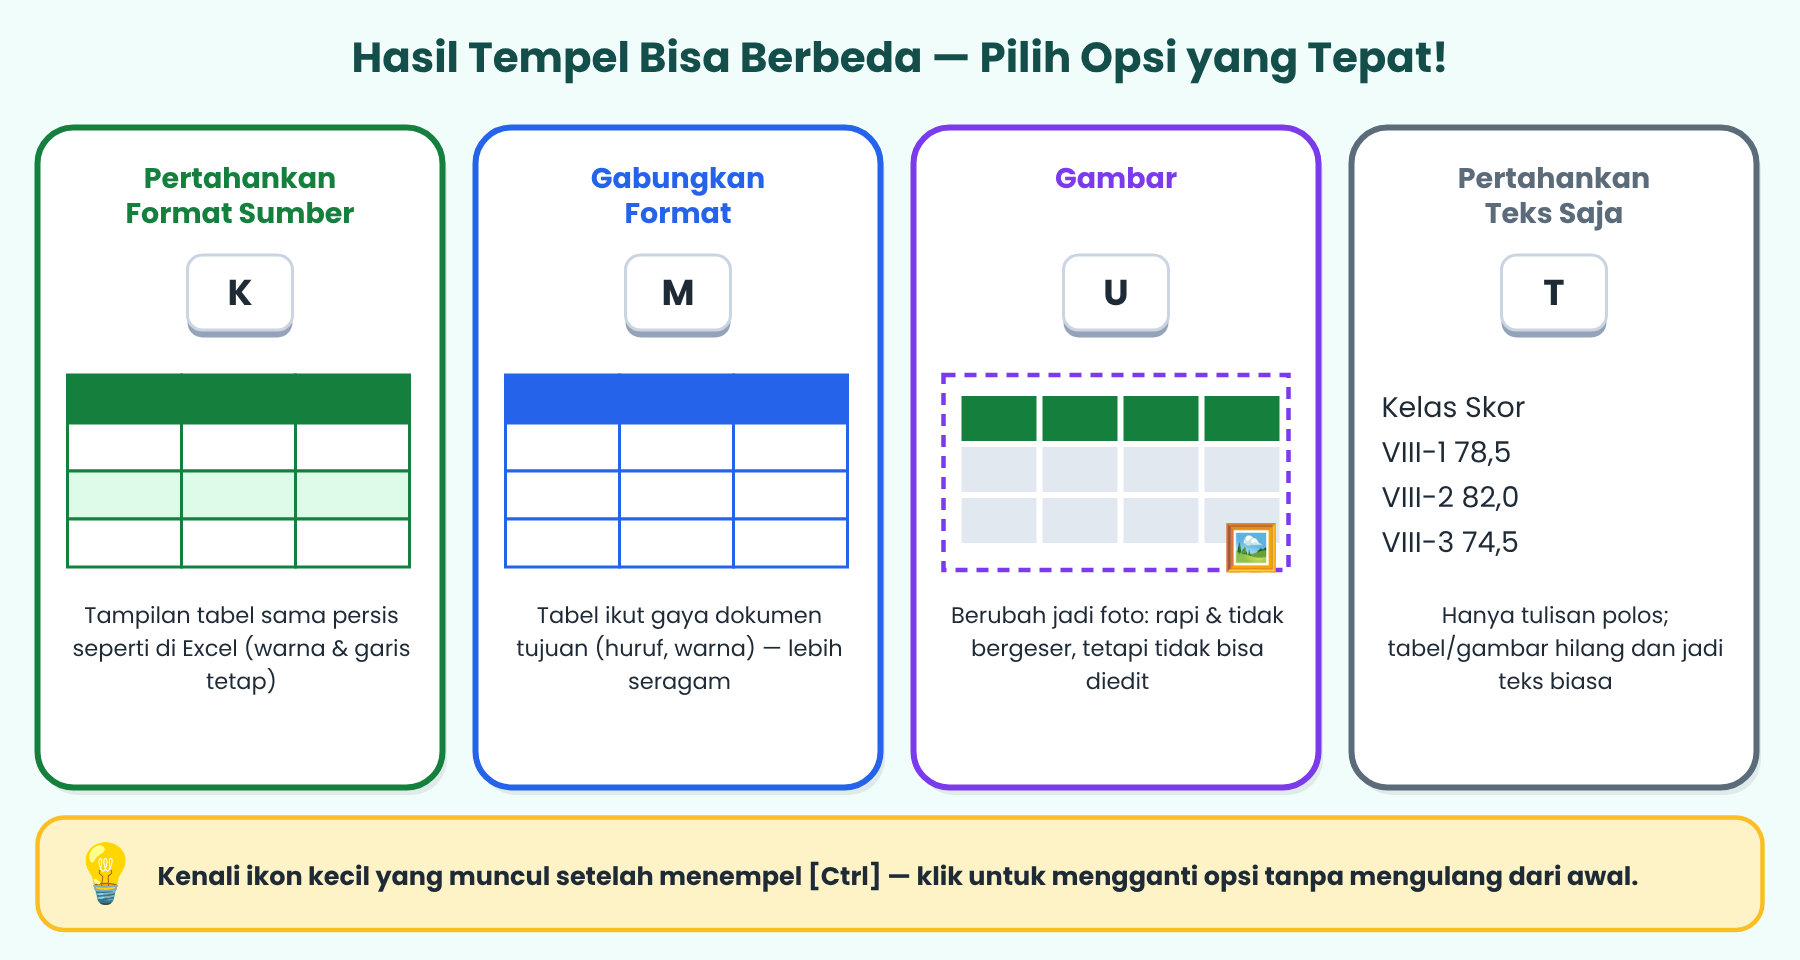 Hasil Tempel Bisa Berbeda — Pilih Opsi yang Tepat!
Pertahankan
Format Sumber
K
Tampilan tabel sama persis
seperti di Excel (warna & garis
tetap)
Gabungkan
Format
M
Tabel ikut gaya dokumen
tujuan (huruf, warna) — lebih
seragam
Gambar
U
Berubah jadi foto: rapi & tidak
bergeser, tetapi tidak bisa
diedit
Pertahankan
Teks Saja
T
Kelas Skor
VIII-1 78,5
VIII-2 82,0
VIII-3 74,5
Hanya tulisan polos;
tabel/gambar hilang dan jadi
teks biasa
Kenali ikon kecil yang muncul setelah menempel [Ctrl] — klik untuk mengganti opsi tanpa mengulang dari awal.